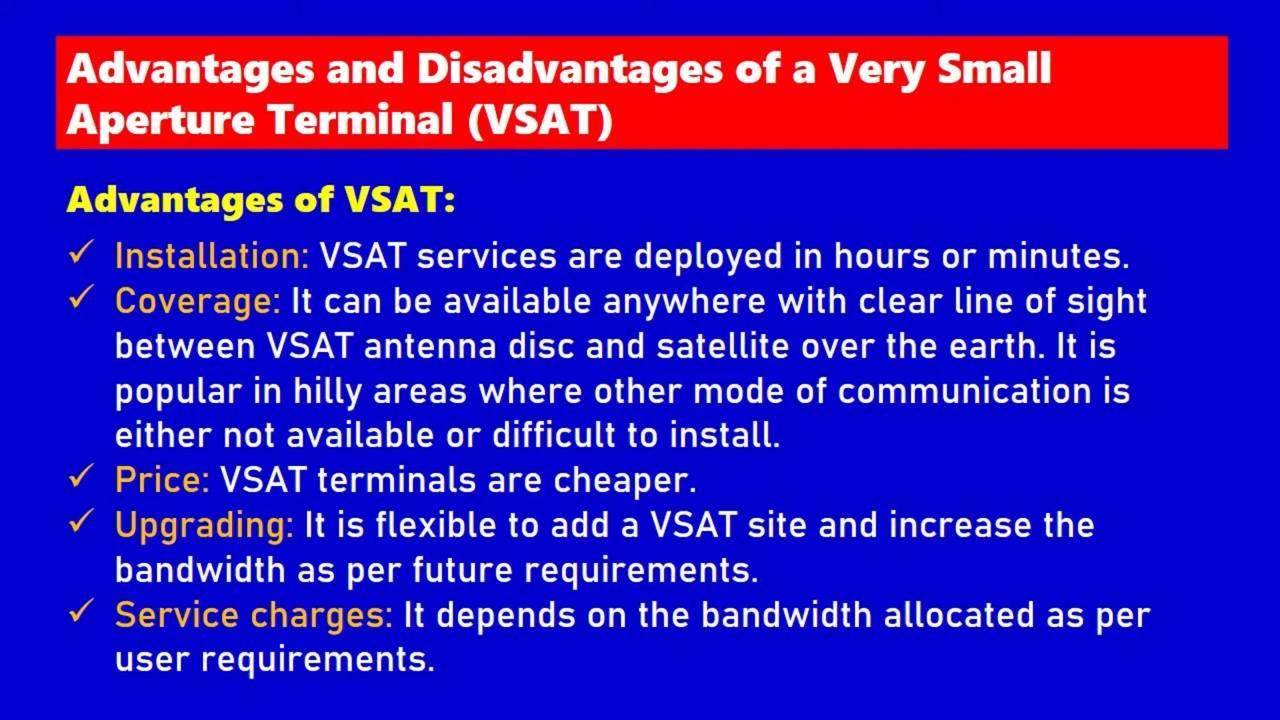 Advantages and Disadvantages of a Very Small
Aperture Terminal (VSAT)
Advantages of VSAT:
✓ Installation: VSAT services are deployed in hours or minutes.
✓ Coverage: It can be available anywhere with clear line of sight
between VSAT antenna disc and satellite over the earth. It is
popular in hilly areas where other mode of communication is
either not available or difficult to install.
✓ Price: VSAT terminals are cheaper.
✓ Upgrading: It is flexible to add a VSAT site and increase the
bandwidth as per future requirements.
✓ Service charges: It depends on the bandwidth allocated as per
user requirements.